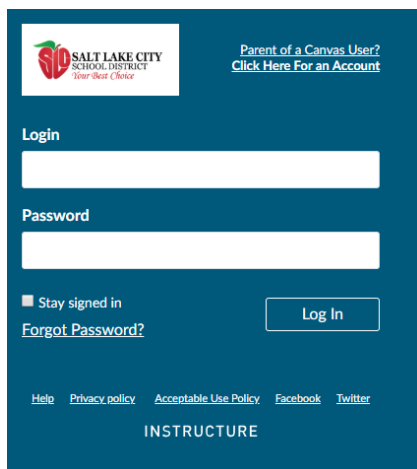 SALT LAKE CITY
SCHOOL DISTRICT
Your Best Choice
Parent of a Canvas User?
Click Here For an Account
Login
Password
Stay signed in
Forgot Password?
Log In
Help Privacy policy Acceptable Use Policy Facebook Twitter
INSTRUCTURE